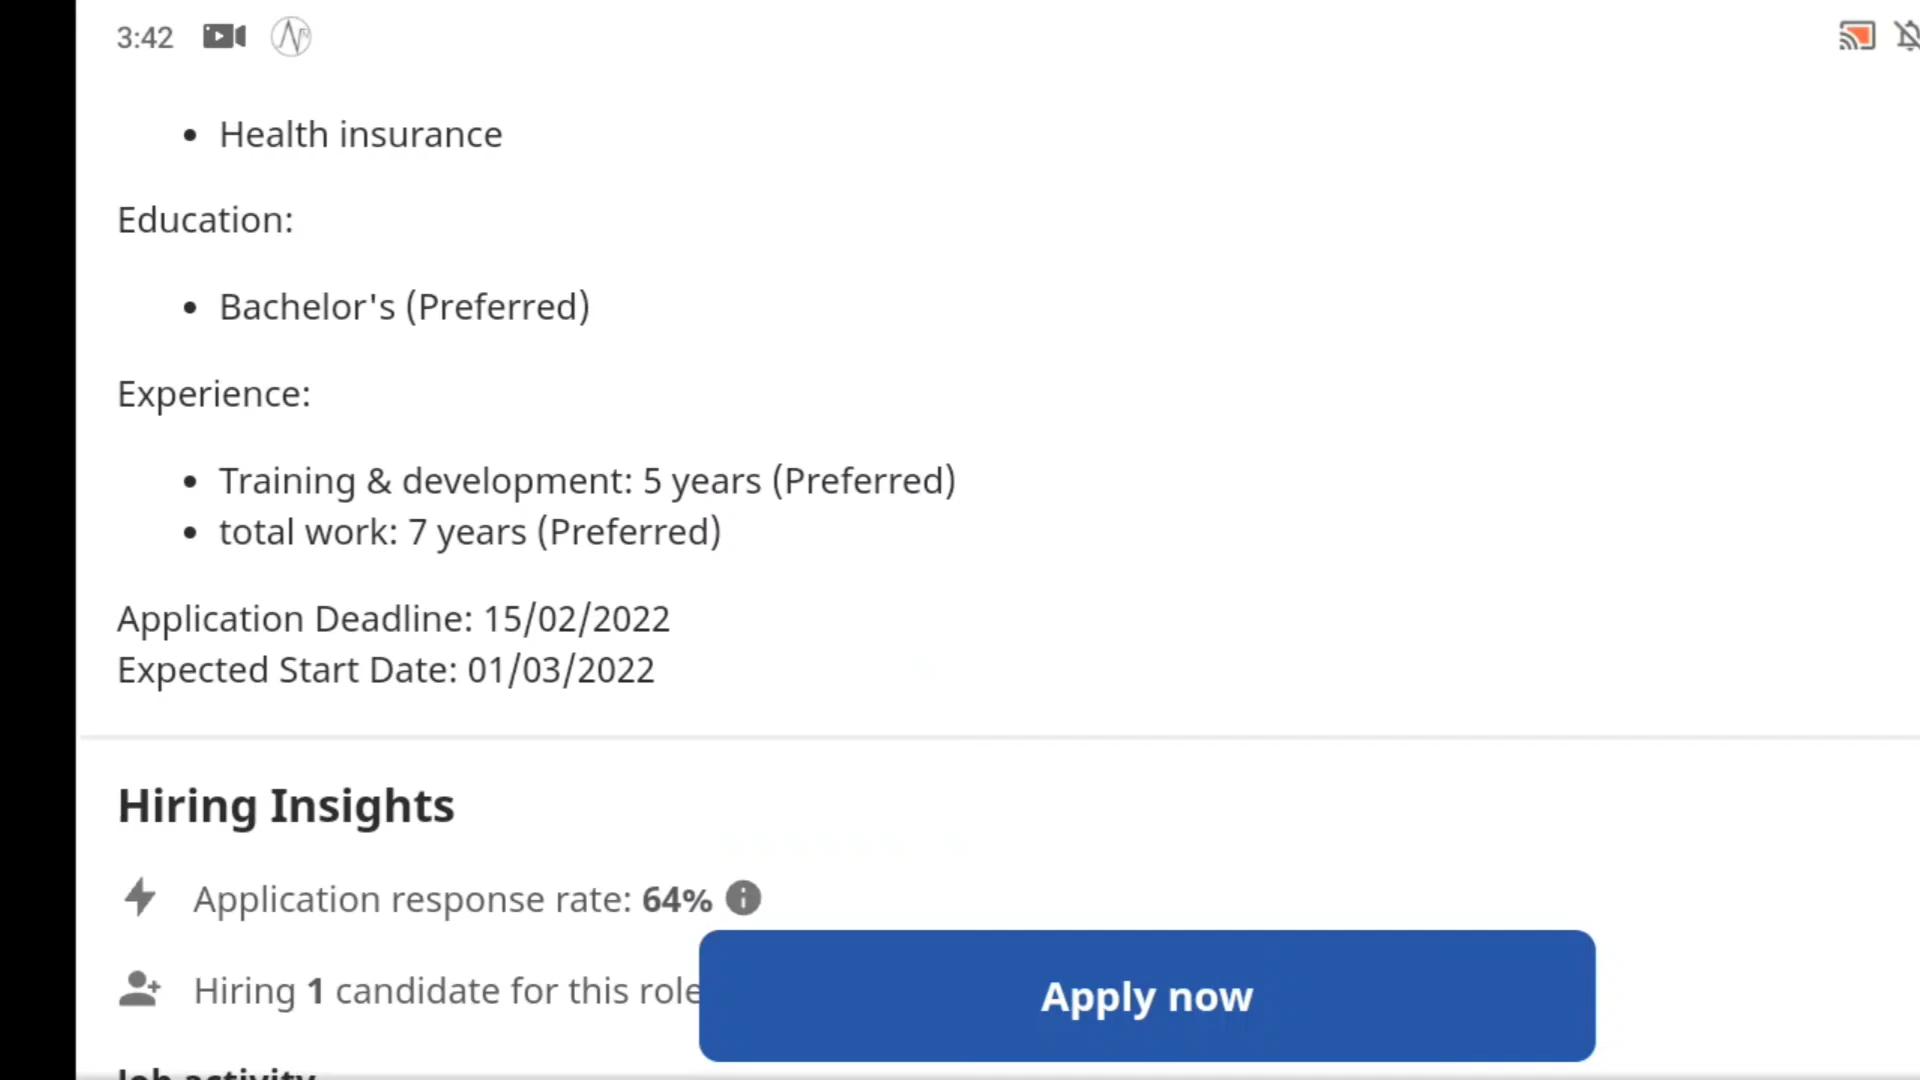 3:42
• Health insurance
Education:
• Bachelor's (Preferred)
Experience:
• Training & development: 5 years (Preferred)
• total work: 7 years (Preferred)
Application Deadline: 15/02/2022
Expected Start Date: 01/03/2022
Hiring Insights
Application response rate: 64%
Hiring 1 candidate for this role
Apply now
Job activity